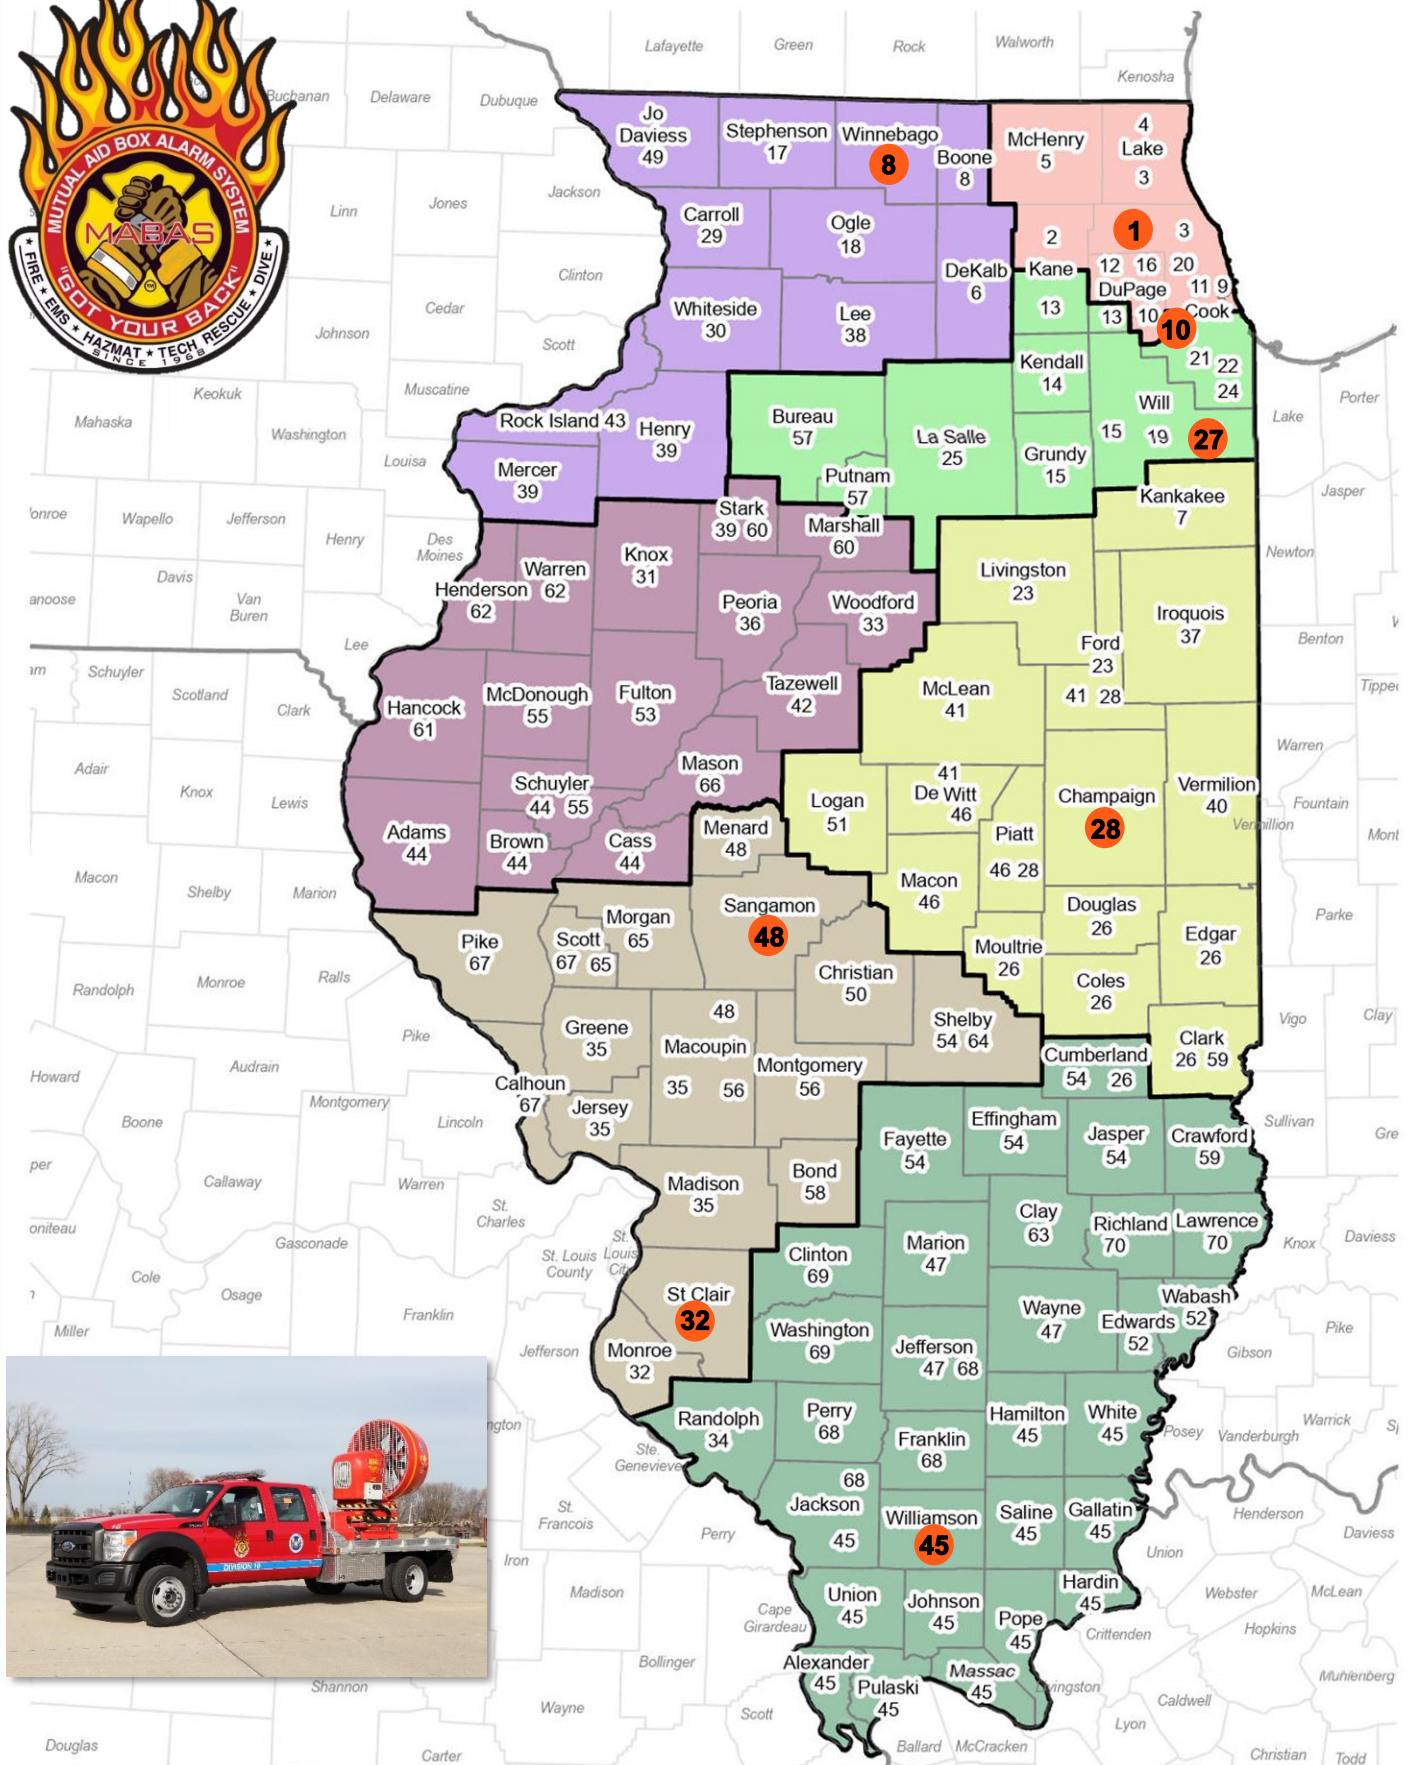 MUTUAL AID BOX ALARM SYSTEM
MABAS
"GOT YOUR BACK"
★ FIRE ★ EMS ★ HAZMAT ★ TECH RESCUE ★ DIVE ★
SINCE 1968
Lafayette
Green
Rock
Walworth
Kenosha
Buchanan
Delaware
Dubuque
Jo
Daviess
49
Stephenson
17
Winnebago
8
Boone
8
McHenry
5
4
Lake
3
Linn
Jones
Jackson
Carroll
29
Ogle
18
DeKalb
6
2
Kane
13
1
3
12
16
20
DuPage
11
9
13
10
Cook
10
21
22
24
Clinton
Cedar
Johnson
Scott
Whiteside
30
Lee
38
Kendall
14
Will
15
19
27
Grundy
15
Keokuk
Muscatine
Mahaska
Washington
Louisa
Rock Island 43
Henry
39
Mercer
39
Bureau
57
Putnam
57
La Salle
25
Lake
Porter
Jasper
Newton
Kankakee
7
Wapello
Jefferson
Henry
Des
Moines
Davis
Van
Buren
Lee
Stark
39 60
Marshall
60
Knox
31
Warren
62
Henderson
62
Peoria
36
Woodford
33
Livingston
23
Iroquois
37
Ford
23
41 28
Benton
Schuyler
Scotland
Clark
Hancock
61
McDonough
55
Fulton
53
Tazewell
42
McLean
41
Warren
Adair
Knox
Lewis
Mason
66
Schuyler
44 55
Adams
44
Brown
44
Cass
44
Menard
48
Logan
51
41
De Witt
46
Piatt
46 28
Champaign
28
Vermilion
40
Fountain
Vermillion
Macon
Shelby
Marion
Macon
46
Douglas
26
Parke
Pike
67
Scott
67 65
Morgan
65
Sangamon
48
Christian
50
Moultrie
26
Coles
26
Edgar
26
Randolph
Monroe
Ralls
Pike
Audrain
Howard
Greene
35
48
Macoupin
35 56
Montgomery
56
Shelby
54 64
Cumberland
54 26
Clark
26 59
Vigo
Clay
Sullivan
Calhoun
67
Jersey
35
Boone
Montgomery
Lincoln
Fayette
54
Effingham
54
Jasper
54
Crawford
59
Callaway
Warren
St.
Charles
Madison
35
Bond
58
Clay
63
Richland
70
Lawrence
70
Knox
Daviess
Gasconade
St. Louis
County
St.
Louis
City
Clinton
69
Marion
47
Cole
Osage
Franklin
Miller
Jefferson
St Clair
32
Monroe
32
Washington
69
Jefferson
47 68
Wayne
47
Edwards
52
Wabash
52
Gibson
Pike
Randolph
34
Perry
68
Franklin
68
Hamilton
45
White
45
Posey
Vanderburgh
Warrick
Ste.
Genevieve
St.
Francois
Perry
68
Jackson
45
Williamson
45
Saline
45
Gallatin
45
Henderson
Daviess
Union
DIVISION 10
Iron
Madison
Cape
Girardeau
Union
45
Johnson
45
Pope
45
Hardin
45
Webster
McLean
Hopkins
Crittenden
Bollinger
Alexander
45
Pulaski
45
Massac
45
Livingston
Muhlenberg
Caldwell
Lyon
Shannon
Wayne
Scott
Ballard
McCracken
Christian
Todd
Douglas
Carter